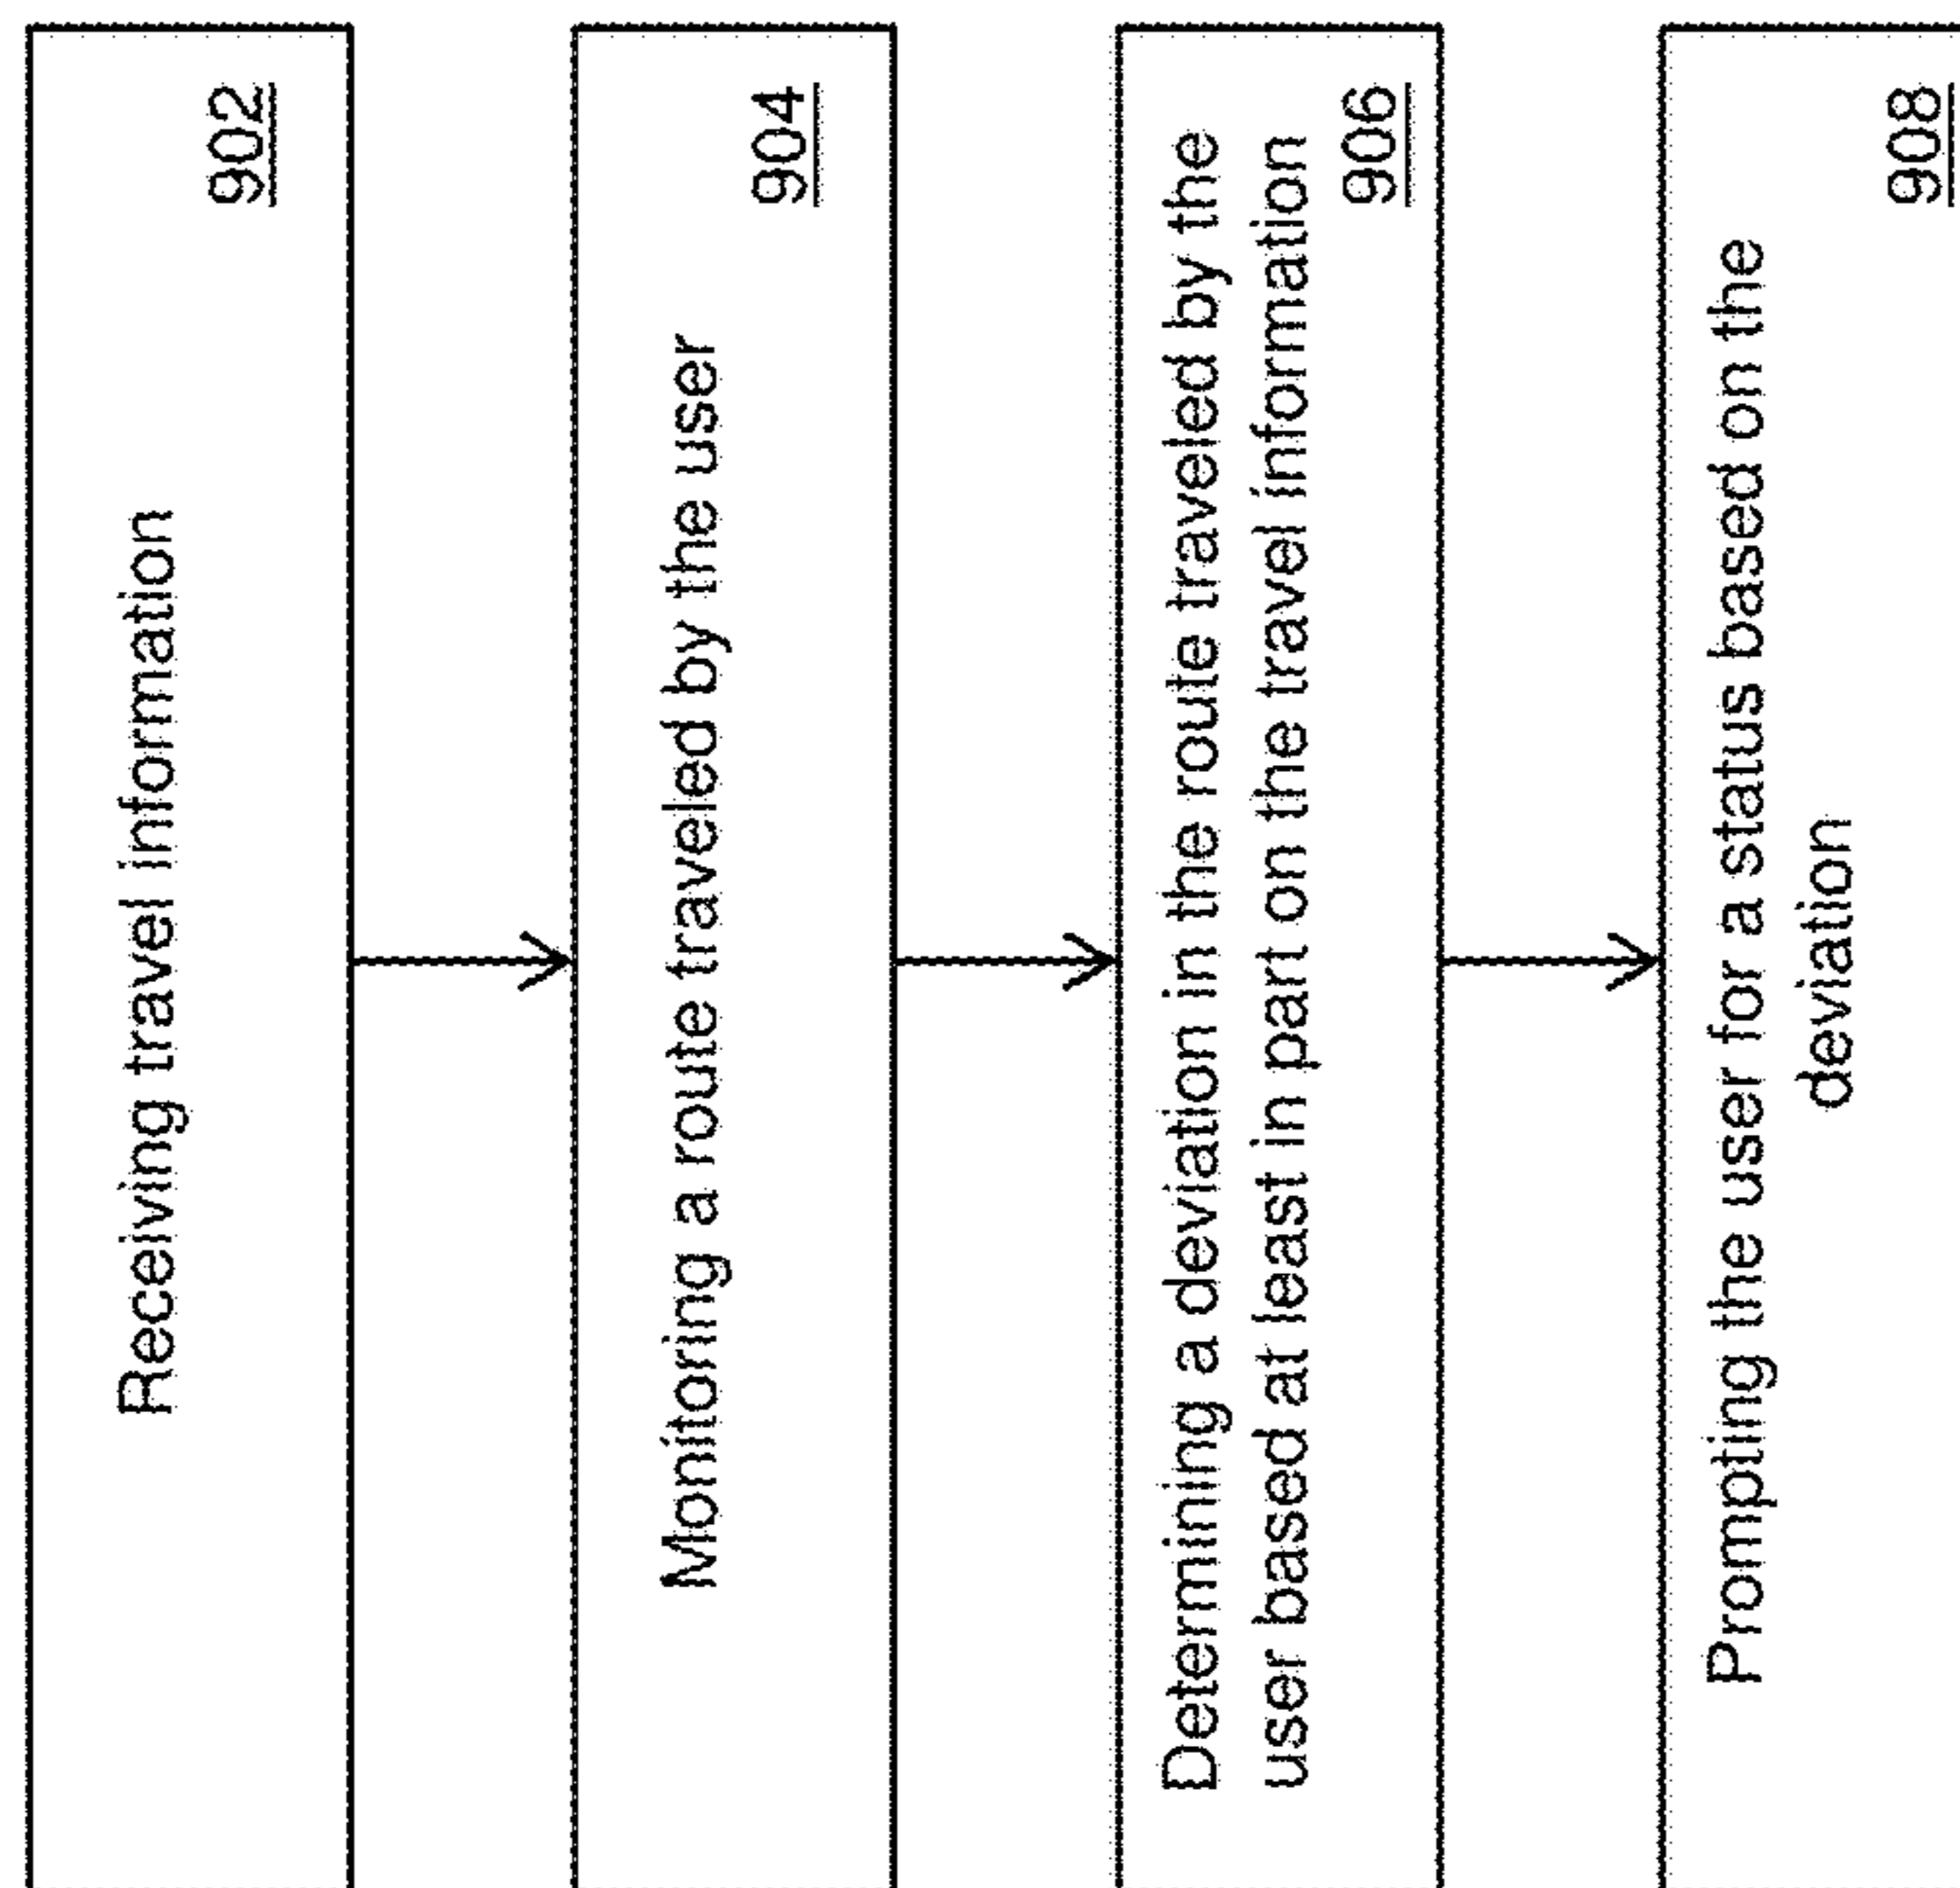 Receiving travel information
902
Monitoring a route traveled by the user
904
Determining a deviation in the route traveled by the
user based at least in part on the travel information
906
Prompting the user for a status based on the
deviation
908